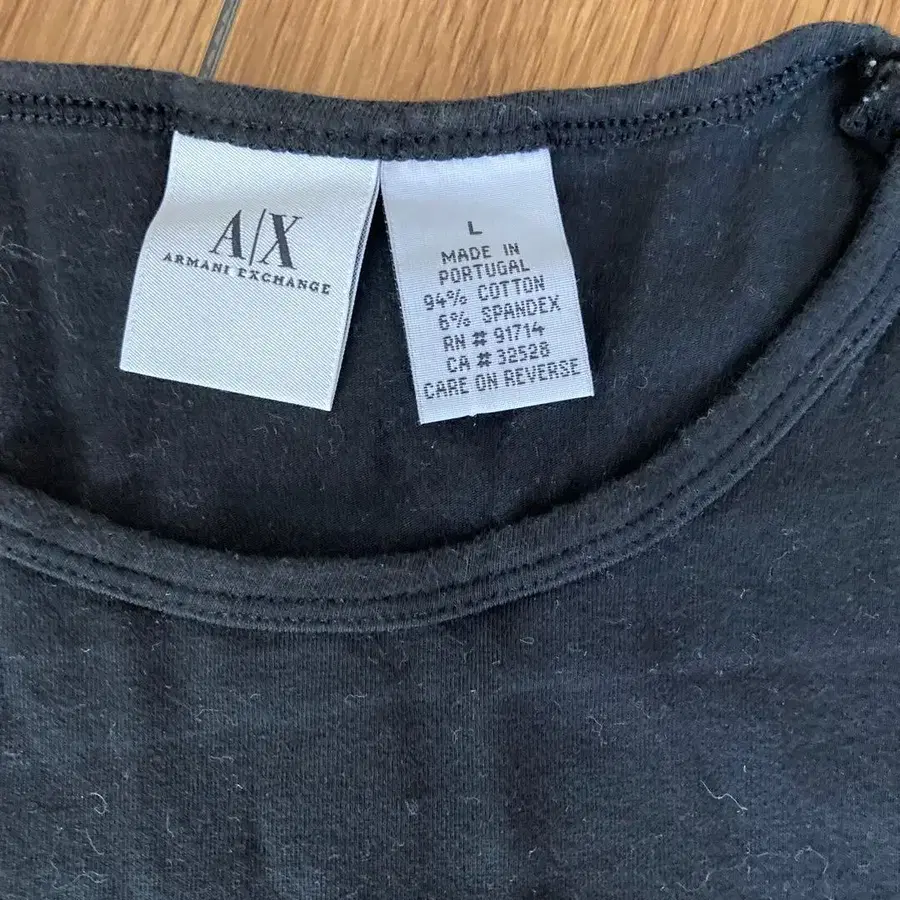 A|X
ARMANI EXCHANGE
L
MADE IN
PORTUGAL
94% COTTON
6% SPANDEX
RN # 91714
CA # 32528
CARE ON REVERSE